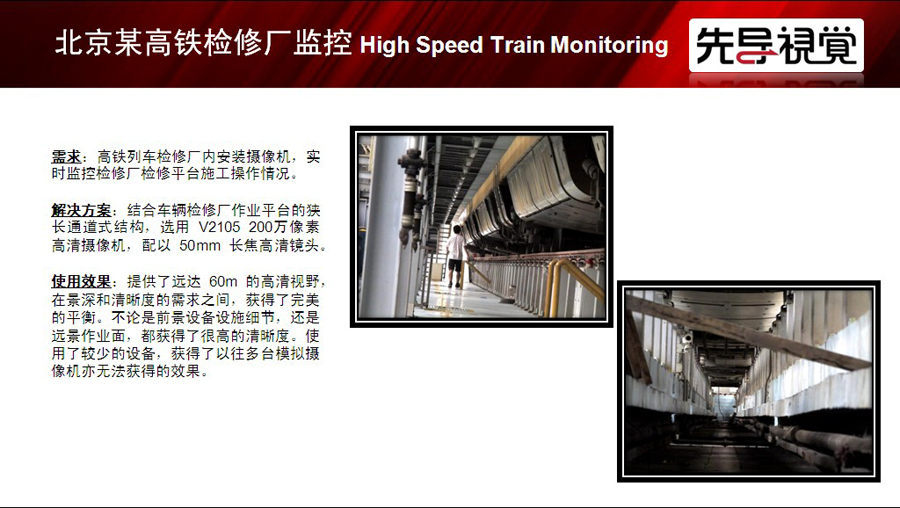 北京某高铁检修厂监控 High Speed Train Monitoring
先导視覺
需求：高铁列车检修厂内安装摄像机，实
时监控检修厂检修平台施工操作情况。
解决方案：结合车辆检修厂作业平台的狭
长通道式结构，选用 V2105 200万像素
高清摄像机，配以 50mm 长焦高清镜头。
使用效果：提供了远达 60m 的高清视野，
在景深和清晰度的需求之间，获得了完美
的平衡。不论是前景设备设施细节，还是
远景作业面，都获得了很高的清晰度。使
用了较少的设备，获得了以往多台模拟摄
像机亦无法获得的效果。